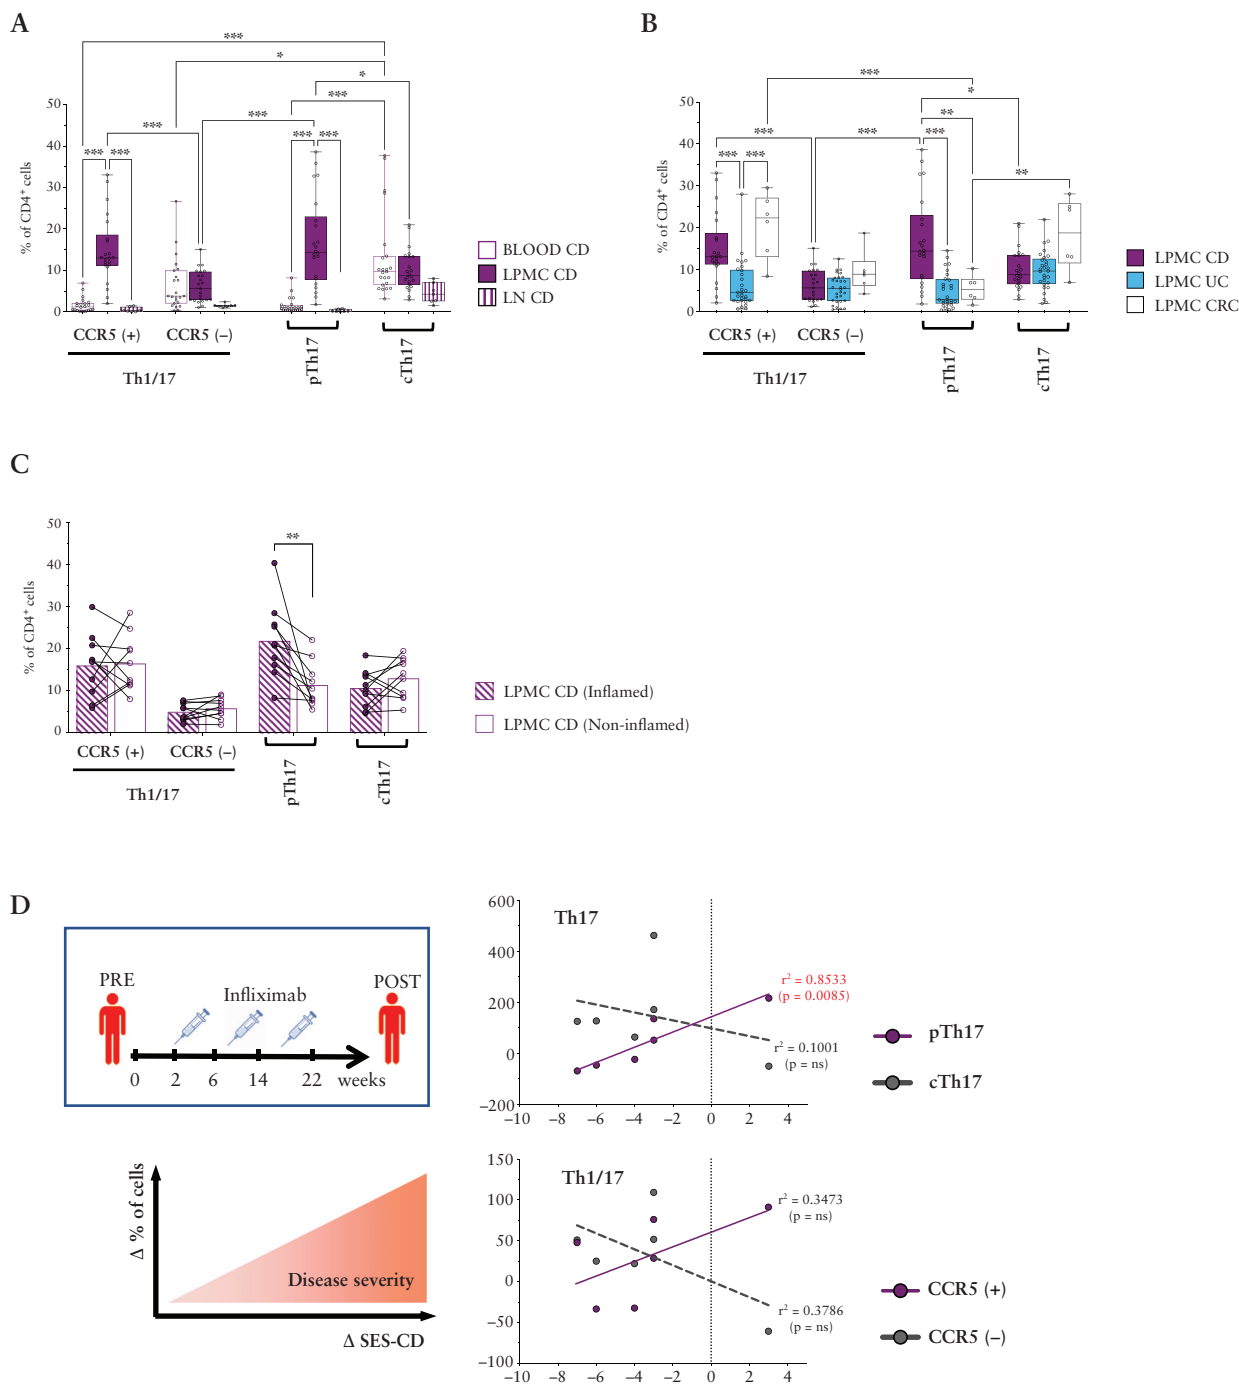 A
***
*
*
***
***
***
***
***
***
***
% of CD4⁺ cells
50
40
30
20
10
0
CCR5 (+)
CCR5 (−)
Th1/17
pTh17
cTh17
BLOOD CD
LPMC CD
LN CD
B
***
*
**
***
***
***
***
***
**
% of CD4⁺ cells
50
40
30
20
10
0
CCR5 (+)
CCR5 (−)
Th1/17
pTh17
cTh17
LPMC CD
LPMC UC
LPMC CRC
C
**
% of CD4⁺ cells
50
40
30
20
10
0
CCR5 (+)
CCR5 (−)
Th1/17
pTh17
cTh17
LPMC CD (Inflamed)
LPMC CD (Non-inflamed)
D
PRE
Infliximab
POST
0 2 6 14 22 weeks
Δ % of cells
Disease severity
Δ SES-CD
Th17
600
400
200
0
−200
−10 −8 −6 −4 −2 0 2 4
r² = 0.8533
(p = 0.0085)
r² = 0.1001
(p = ns)
pTh17
cTh17
Th1/17
150
100
50
0
−50
−100
−10 −8 −6 −4 −2 0 2 4
r² = 0.3473
(p = ns)
r² = 0.3786
(p = ns)
CCR5 (+)
CCR5 (−)